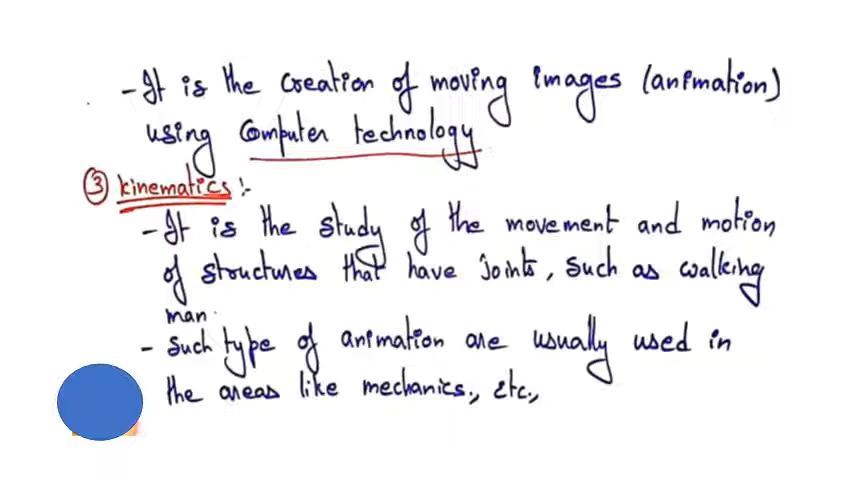 - It is the creation of moving images (animation)
using computer technology
③ kinematics :-
- It is the study of the movement and motion
of structures that have joints, such as walking
man.
- Such type of animation are usually used in
the areas like mechanics., etc.,